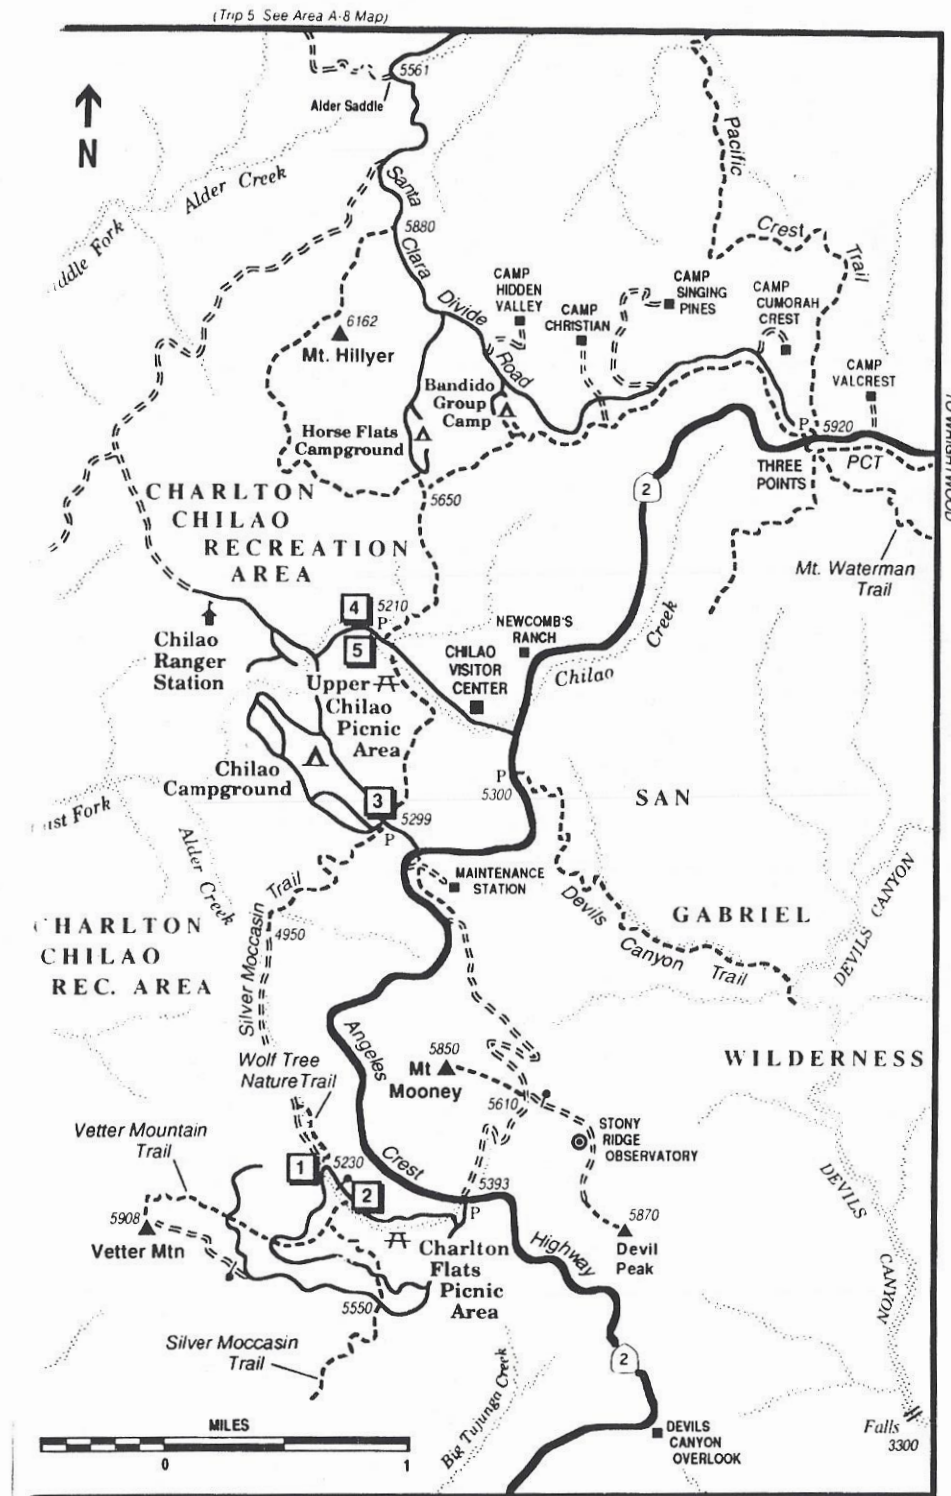 (Trip 5 See Area A-8 Map)
5561
Alder Saddle
N
Pacific
Alder Creek
Santa
5880
Clara
Crest
Trail
ddle Fork
Divide
CAMP
HIDDEN
VALLEY
CAMP
SINGING
PINES
CAMP
CUMORAH
CREST
CAMP
CHRISTIAN
6162
Mt. Hillyer
Road
CAMP
VALCREST
Bandido
Group
Camp
Horse Flats
Campground
P
5920
THREE
POINTS
PCT
2
5650
CHARLTON
CHILAO
RECREATION
AREA
Mt. Waterman
Trail
4
5210
P
5
Chilao
Ranger
Station
NEWCOMB'S
RANCH
CHILAO
VISITOR
CENTER
Chilao
Creek
Upper
Chilao
Picnic
Area
Chilao
Campground
P
5300
SAN
3
5299
P
ast Fork
Alder Creek
MAINTENANCE
STATION
Silver Moccasin
Trail
4950
Devils
Canyon
Trail
GABRIEL
DEVILS CANYON
HARLTON
CHILAO
REC. AREA
Angeles
Wolf Tree
Nature Trail
5850
Mt
Mooney
WILDERNESS
5610
STONY
RIDGE
OBSERVATORY
Vetter Mountain
Trail
1
5230
2
Crest
5393
P
DEVILS
CANYON
5908
Vetter Mtn
5870
Devil
Peak
Highway
Charlton
Flats
Picnic
Area
5550
Silver Moccasin
Trail
2
Big Tujunga Creek
MILES
0
1
DEVILS
CANYON
OVERLOOK
Falls
3300